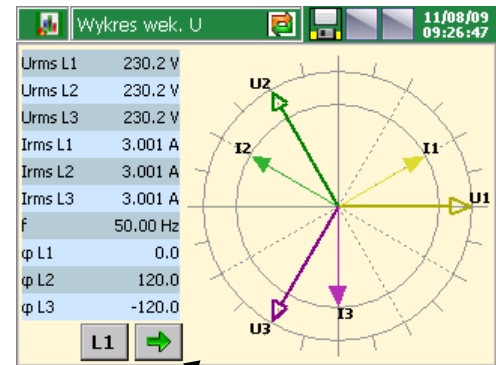 Wykres wek. U
11/08/09
09:26:47
Urms L1 230.2 V
Urms L2 230.2 V
Urms L3 230.2 V
Irms L1 3.001 A
Irms L2 3.001 A
Irms L3 3.001 A
f 50.00 Hz
φ L1 0.0
φ L2 120.0
φ L3 -120.0
L1
U2
I2
I1
U1
I3
U3